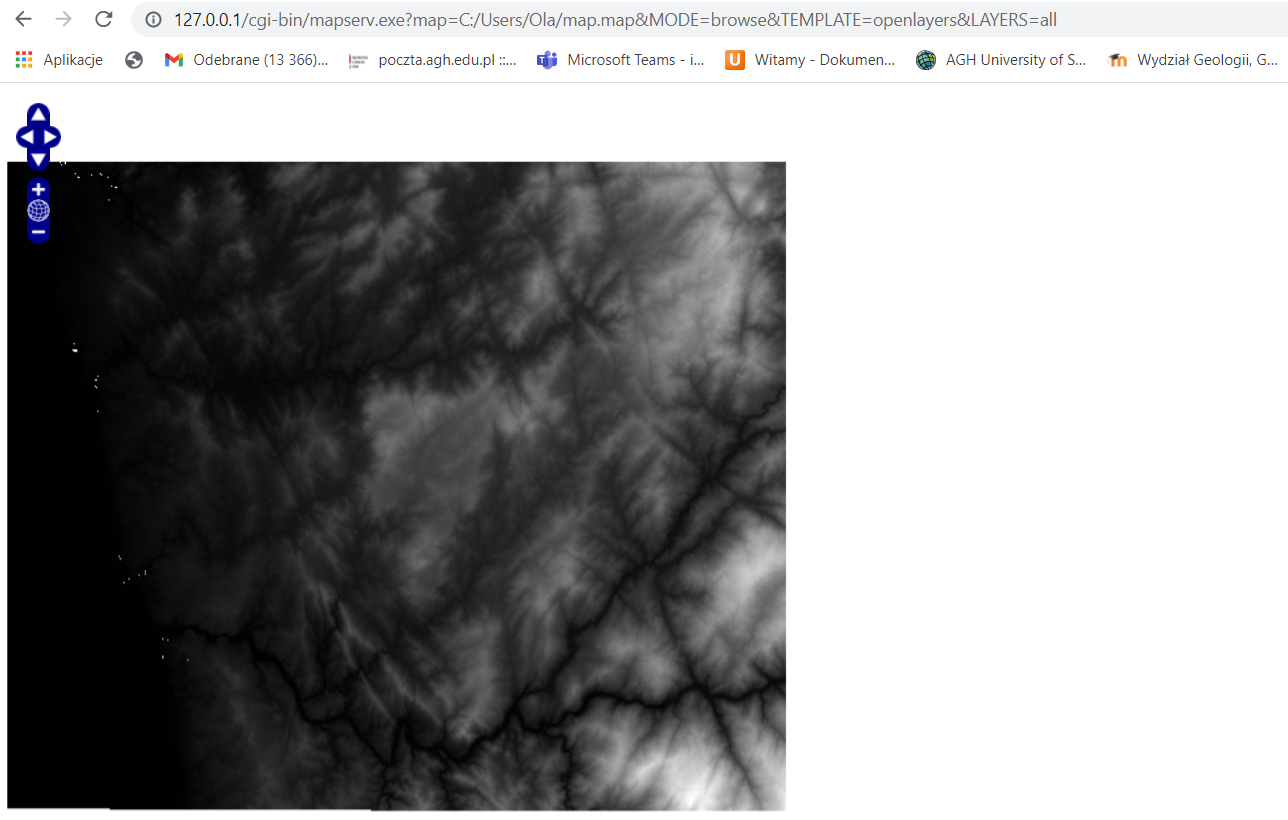 127.0.0.1/cgi-bin/mapserv.exe?map=C:/Users/Ola/map.map&MODE=browse&TEMPLATE=openlayers&LAYERS=all
Aplikacje Odebrane (13 366)... poczta.agh.edu.pl ::... Microsoft Teams - i... U Witamy - Dokumen... AGH University of S... Wydział Geologii, G...